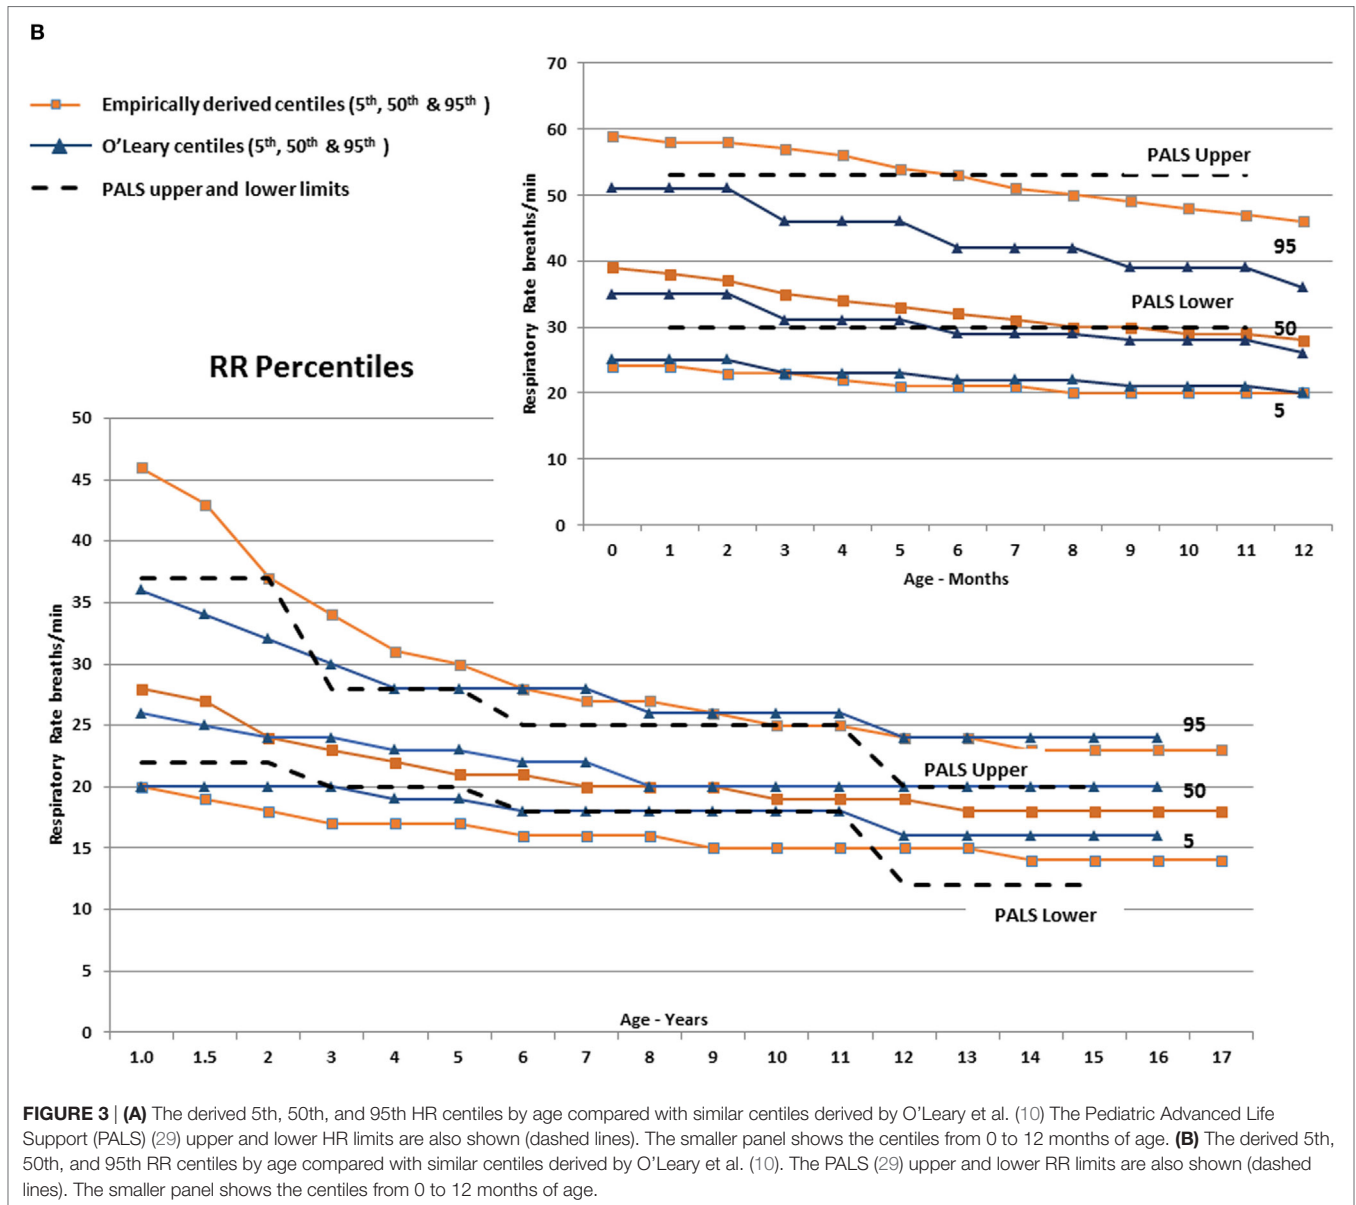 B
Empirically derived centiles (5th, 50th & 95th )
O'Leary centiles (5th, 50th & 95th )
PALS upper and lower limits
RR Percentiles
Respiratory Rate breaths/min
70
60
50
40
30
20
10
0
PALS Upper
95
PALS Lower
50
5
0 1 2 3 4 5 6 7 8 9 10 11 12
Age - Months
Respiratory Rate breaths/min
50
45
40
35
30
25
20
15
10
5
0
95
PALS Upper
50
5
PALS Lower
Age - Years
1.0 1.5 2 3 4 5 6 7 8 9 10 11 12 13 14 15 16 17
FIGURE 3 | (A) The derived 5th, 50th, and 95th HR centiles by age compared with similar centiles derived by O'Leary et al. (10) The Pediatric Advanced Life
Support (PALS) (29) upper and lower HR limits are also shown (dashed lines). The smaller panel shows the centiles from 0 to 12 months of age. (B) The derived 5th,
50th, and 95th RR centiles by age compared with similar centiles derived by O'Leary et al. (10). The PALS (29) upper and lower RR limits are also shown (dashed
lines). The smaller panel shows the centiles from 0 to 12 months of age.